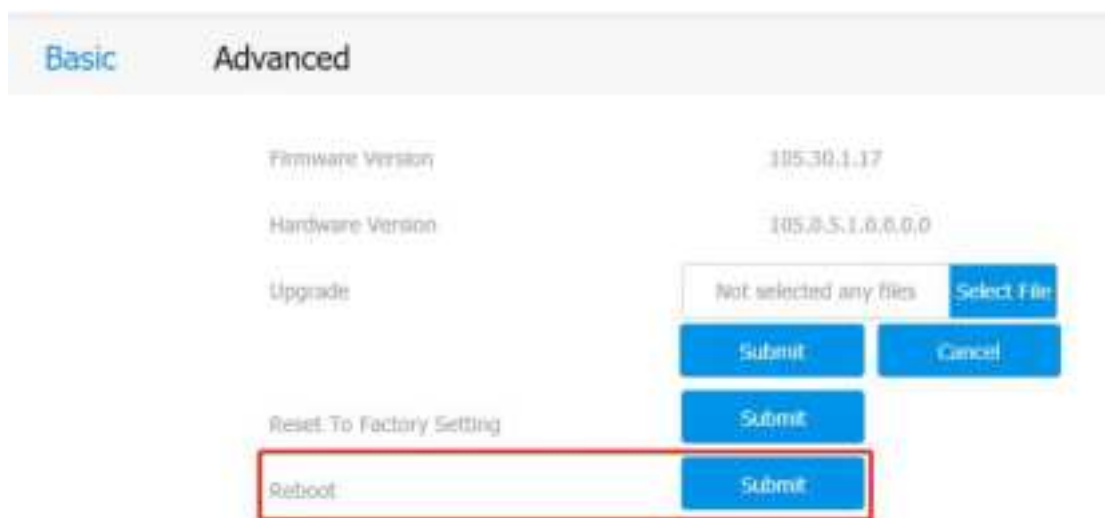 Basic Advanced
Firmware Version 105.30.1.17
Hardware Version 105.0.5.1.0.0.0.0
Upgrade Not selected any files Select File
Submit Cancel
Reset To Factory Setting Submit
Reboot Submit